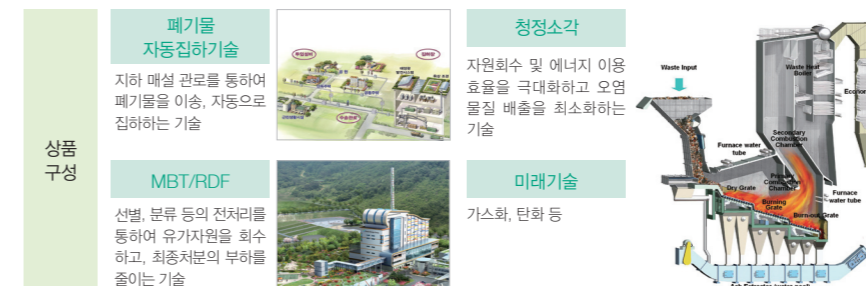 상품
구성
폐기물
자동집하기술
지하 매설 관로를 통하여
폐기물을 이송, 자동으로
집하하는 기술
청정소각
자원회수 및 에너지 이용
효율을 극대화하고 오염
물질 배출을 최소화하는
기술
MBT/RDF
선별, 분류 등의 전처리를
통하여 유가자원을 회수
하고, 최종처분의 부하를
줄이는 기술
미래기술
가스화, 탄화 등
Waste Input
Waste Heat
Boiler
Secondary
Combustion
Chamber
Furnace water
tube
Primary
Combustion
Chamber
Dry Grate
Burning
Grate
Furnace
water tube
Burn-out Grate